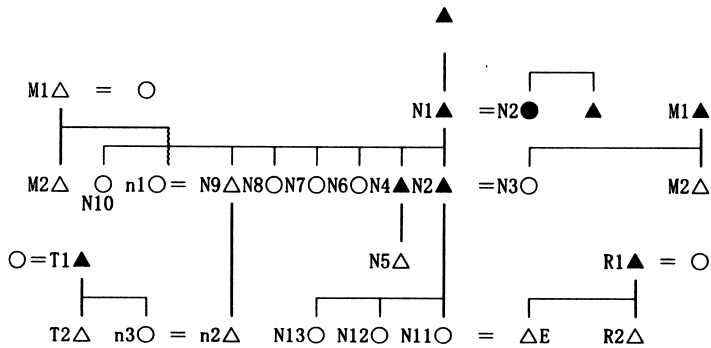 M1△ = ○
N1▲ =N2● ▲ M1▲
M2△ ○ n1○= N9△ N8○ N7○ N6○ N4▲ N2▲ =N3○ M2△
N10
○=T1▲ N5△ R1▲ = ○
T2△ n3○ = n2△ N13○ N12○ N11○ = △E R2△